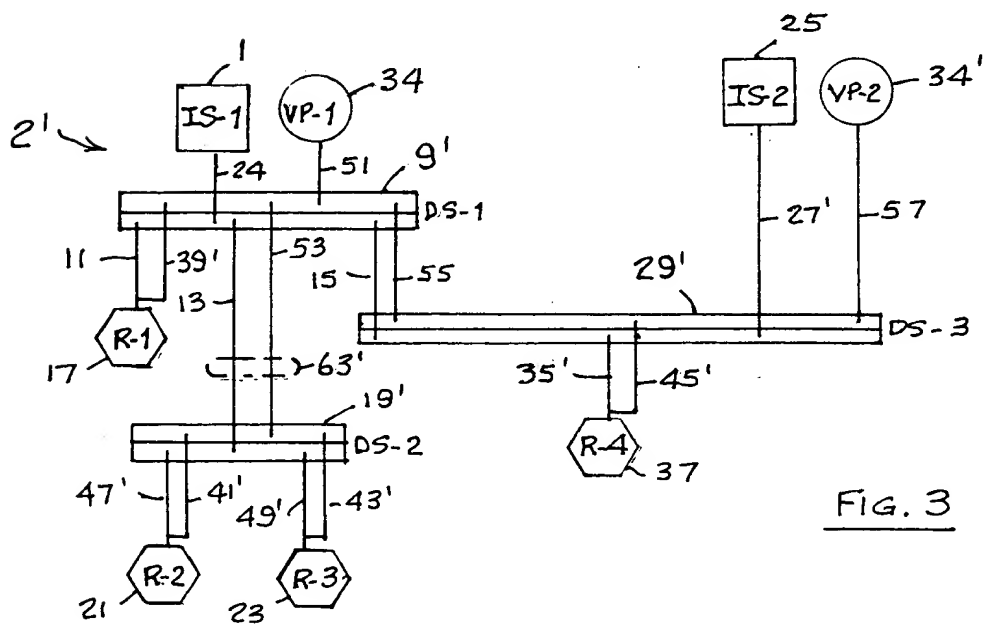 25
1
34
34'
IS-1
VP-1
IS-2
VP-2
2'
24
51
9'
DS-1
11
39'
13
53
15
55
27'
57
29'
DS-3
R-1
17
63'
35'
45'
19'
DS-2
R-4
37
47'
41'
49'
43'
FIG. 3
R-2
R-3
21
23